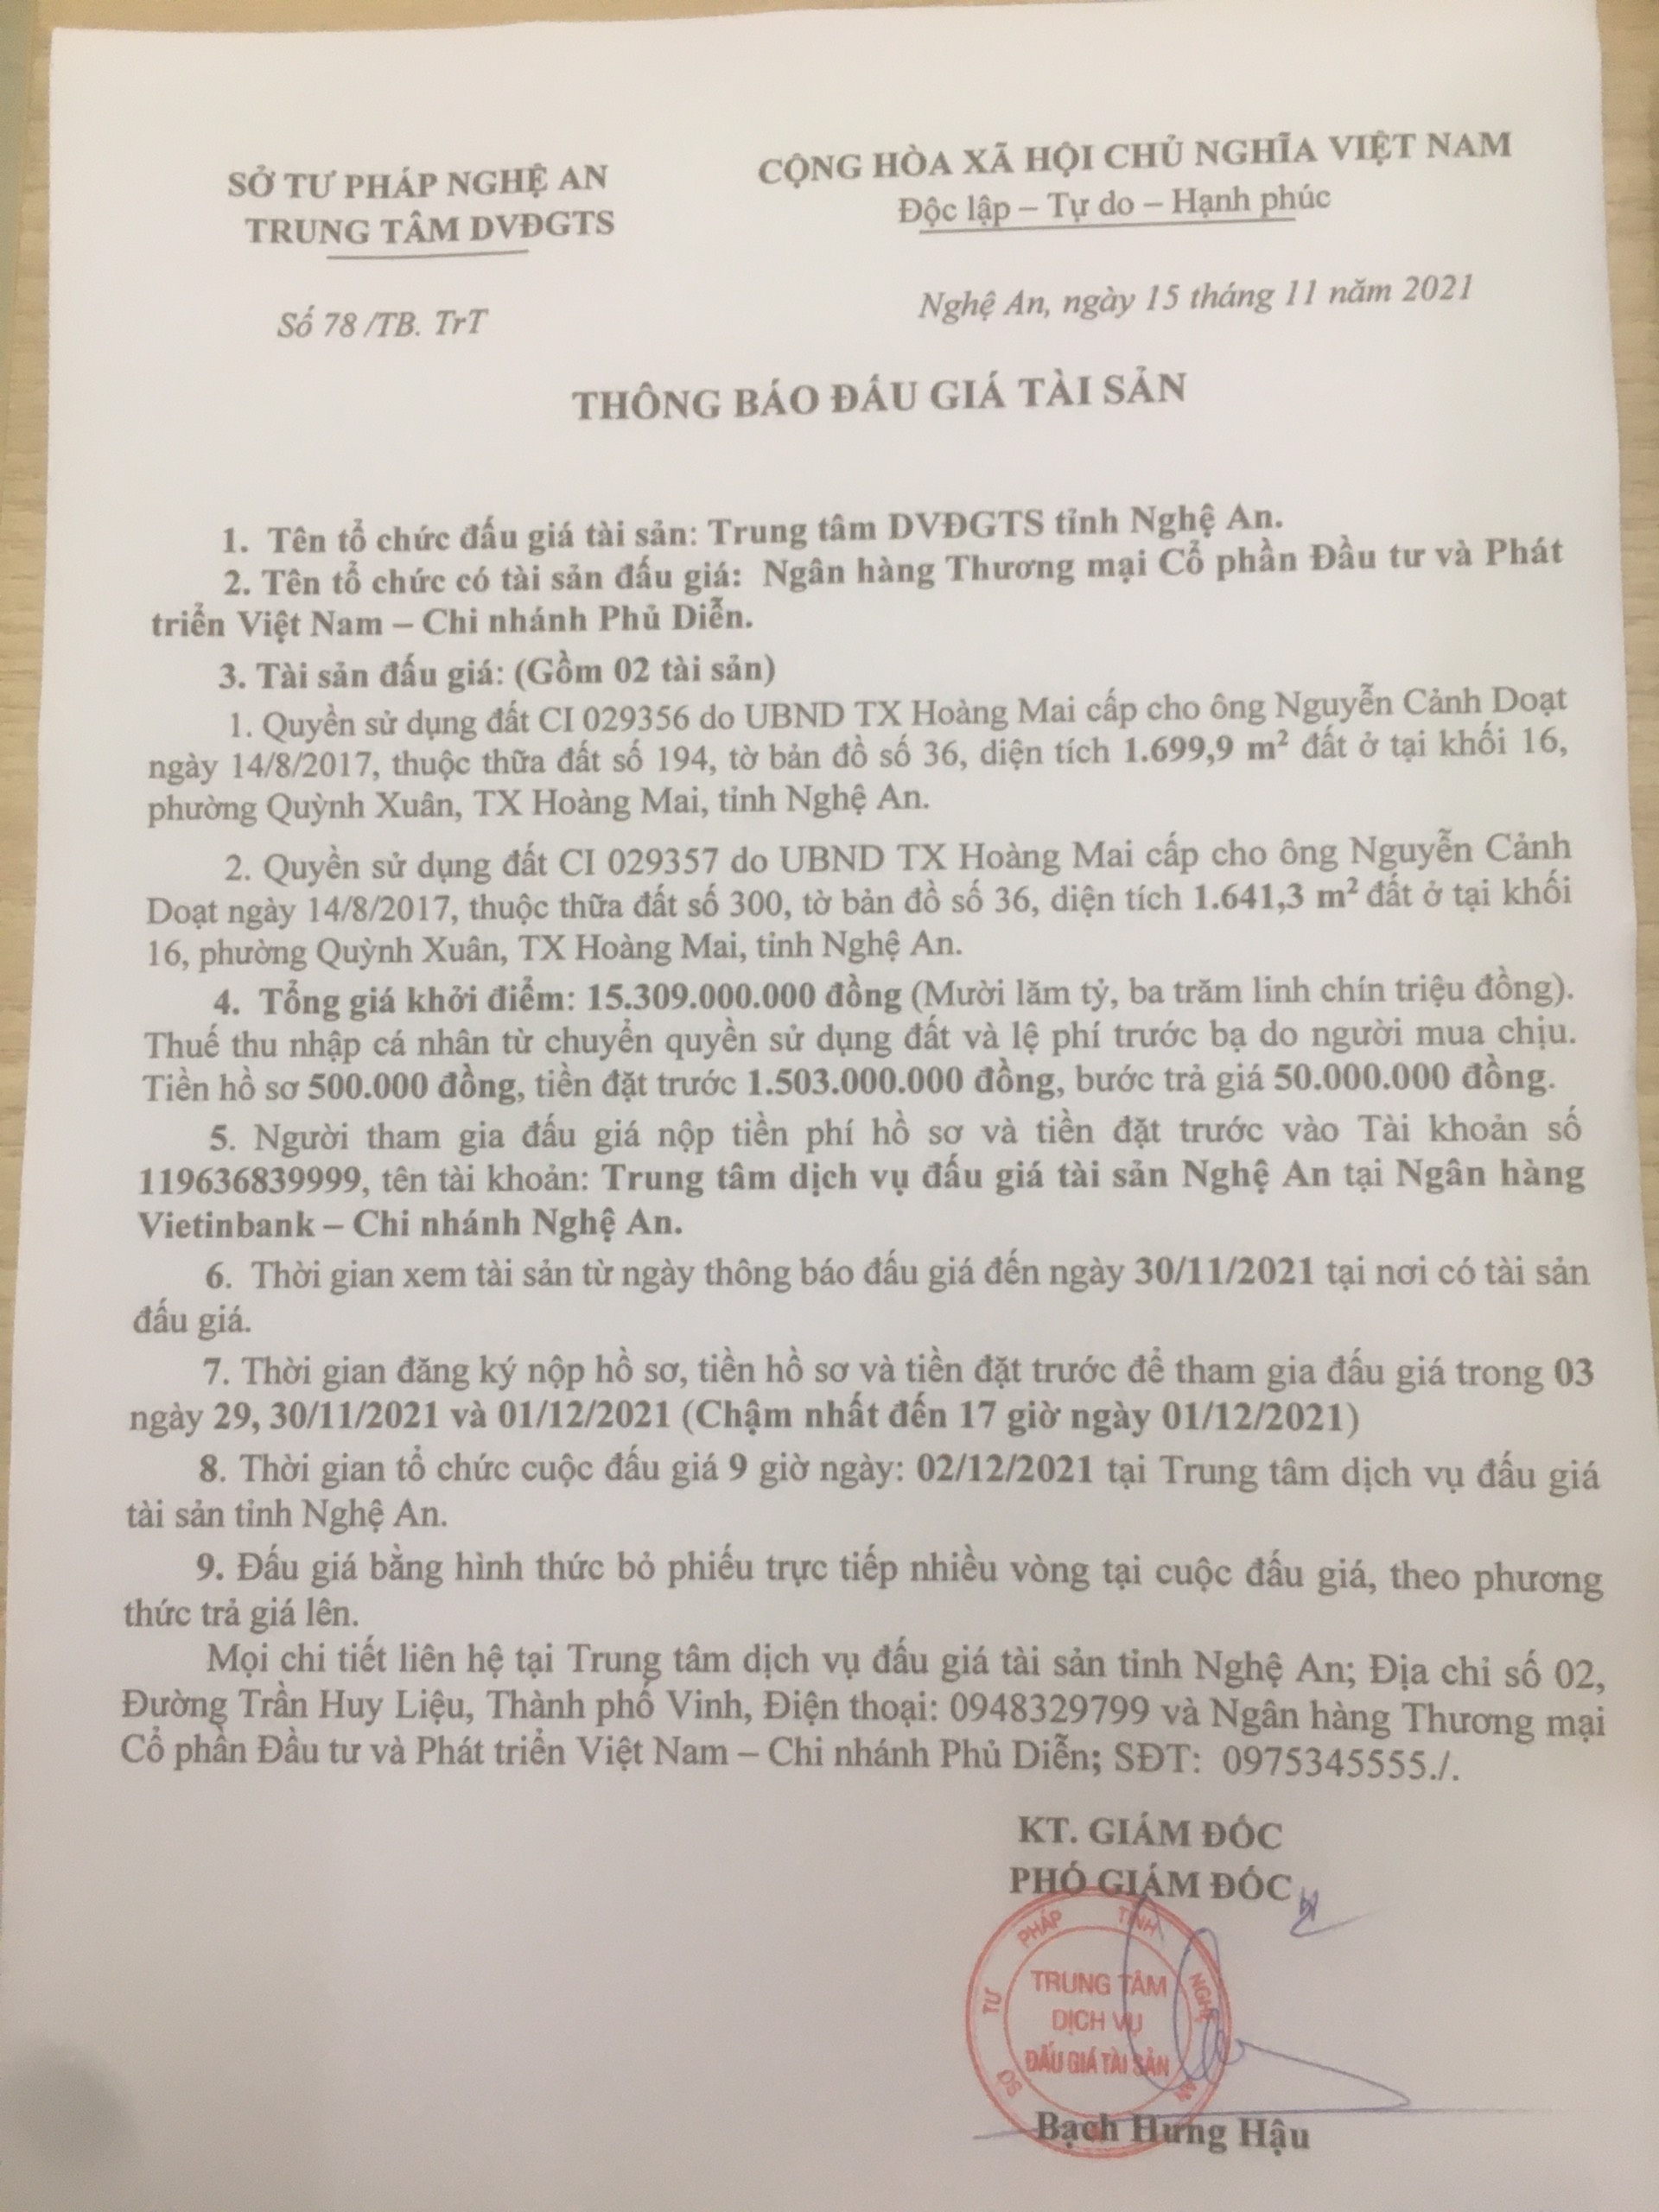 SỞ TƯ PHÁP NGHỆ AN
TRUNG TÂM DVĐGTS
CỘNG HÒA XÃ HỘI CHỦ NGHĨA VIỆT NAM
Độc lập – Tự do – Hạnh phúc
Số 78 /TB. TrT
Nghệ An, ngày 15 tháng 11 năm 2021
THÔNG BÁO ĐẤU GIÁ TÀI SẢN
1. Tên tổ chức đấu giá tài sản: Trung tâm DVĐGTS tỉnh Nghệ An.
2. Tên tổ chức có tài sản đấu giá: Ngân hàng Thương mại Cổ phần Đầu tư và Phát
triển Việt Nam – Chi nhánh Phủ Diễn.
3. Tài sản đấu giá: (Gồm 02 tài sản)
1. Quyền sử dụng đất CI 029356 do UBND TX Hoàng Mai cấp cho ông Nguyễn Cảnh Doạt
ngày 14/8/2017, thuộc thửa đất số 194, tờ bản đồ số 36, diện tích 1.699,9 m² đất ở tại khối 16,
phường Quỳnh Xuân, TX Hoàng Mai, tỉnh Nghệ An.
2. Quyền sử dụng đất CI 029357 do UBND TX Hoàng Mai cấp cho ông Nguyễn Cảnh
Doạt ngày 14/8/2017, thuộc thửa đất số 300, tờ bản đồ số 36, diện tích 1.641,3 m² đất ở tại khối
16, phường Quỳnh Xuân, TX Hoàng Mai, tỉnh Nghệ An.
4. Tổng giá khởi điểm: 15.309.000.000 đồng (Mười lăm tỷ, ba trăm linh chín triệu đồng).
Thuế thu nhập cá nhân từ chuyển quyền sử dụng đất và lệ phí trước bạ do người mua chịu.
Tiền hồ sơ 500.000 đồng, tiền đặt trước 1.503.000.000 đồng, bước trả giá 50.000.000 đồng.
5. Người tham gia đấu giá nộp tiền phí hồ sơ và tiền đặt trước vào Tài khoản số
119636839999, tên tài khoản: Trung tâm dịch vụ đấu giá tài sản Nghệ An tại Ngân hàng
Vietinbank – Chi nhánh Nghệ An.
6. Thời gian xem tài sản từ ngày thông báo đấu giá đến ngày 30/11/2021 tại nơi có tài sản
đấu giá.
7. Thời gian đăng ký nộp hồ sơ, tiền hồ sơ và tiền đặt trước để tham gia đấu giá trong 03
ngày 29, 30/11/2021 và 01/12/2021 (Chậm nhất đến 17 giờ ngày 01/12/2021)
8. Thời gian tổ chức cuộc đấu giá 9 giờ ngày: 02/12/2021 tại Trung tâm dịch vụ đấu giá
tài sản tỉnh Nghệ An.
9. Đấu giá bằng hình thức bỏ phiếu trực tiếp nhiều vòng tại cuộc đấu giá, theo phương
thức trả giá lên.
Mọi chi tiết liên hệ tại Trung tâm dịch vụ đấu giá tài sản tỉnh Nghệ An; Địa chỉ số 02,
Đường Trần Huy Liệu, Thành phố Vinh, Điện thoại: 0948329799 và Ngân hàng Thương mại
Cổ phần Đầu tư và Phát triển Việt Nam – Chi nhánh Phủ Diễn; SĐT: 0975345555./.
KT. GIÁM ĐỐC
PHÓ GIÁM ĐỐC
SỞ TƯ PHÁP TỈNH NGHỆ AN
TRUNG TÂM
DỊCH VỤ
ĐẤU GIÁ TÀI SẢN
Bạch Hưng Hậu